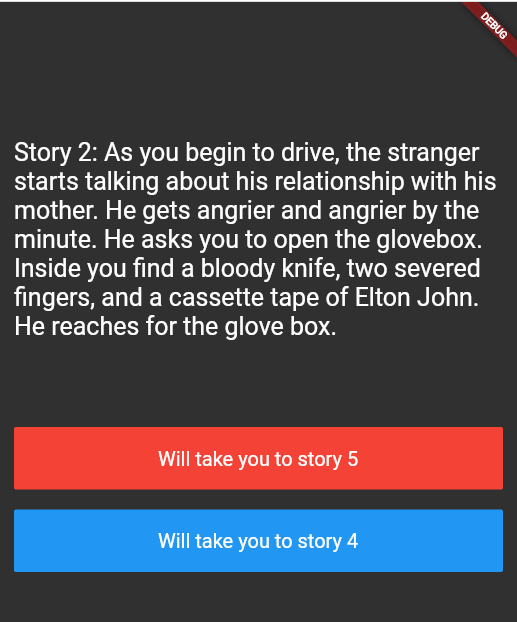 DEBUG
Story 2: As you begin to drive, the stranger
starts talking about his relationship with his
mother. He gets angrier and angrier by the
minute. He asks you to open the glovebox.
Inside you find a bloody knife, two severed
fingers, and a cassette tape of Elton John.
He reaches for the glove box.
Will take you to story 5
Will take you to story 4